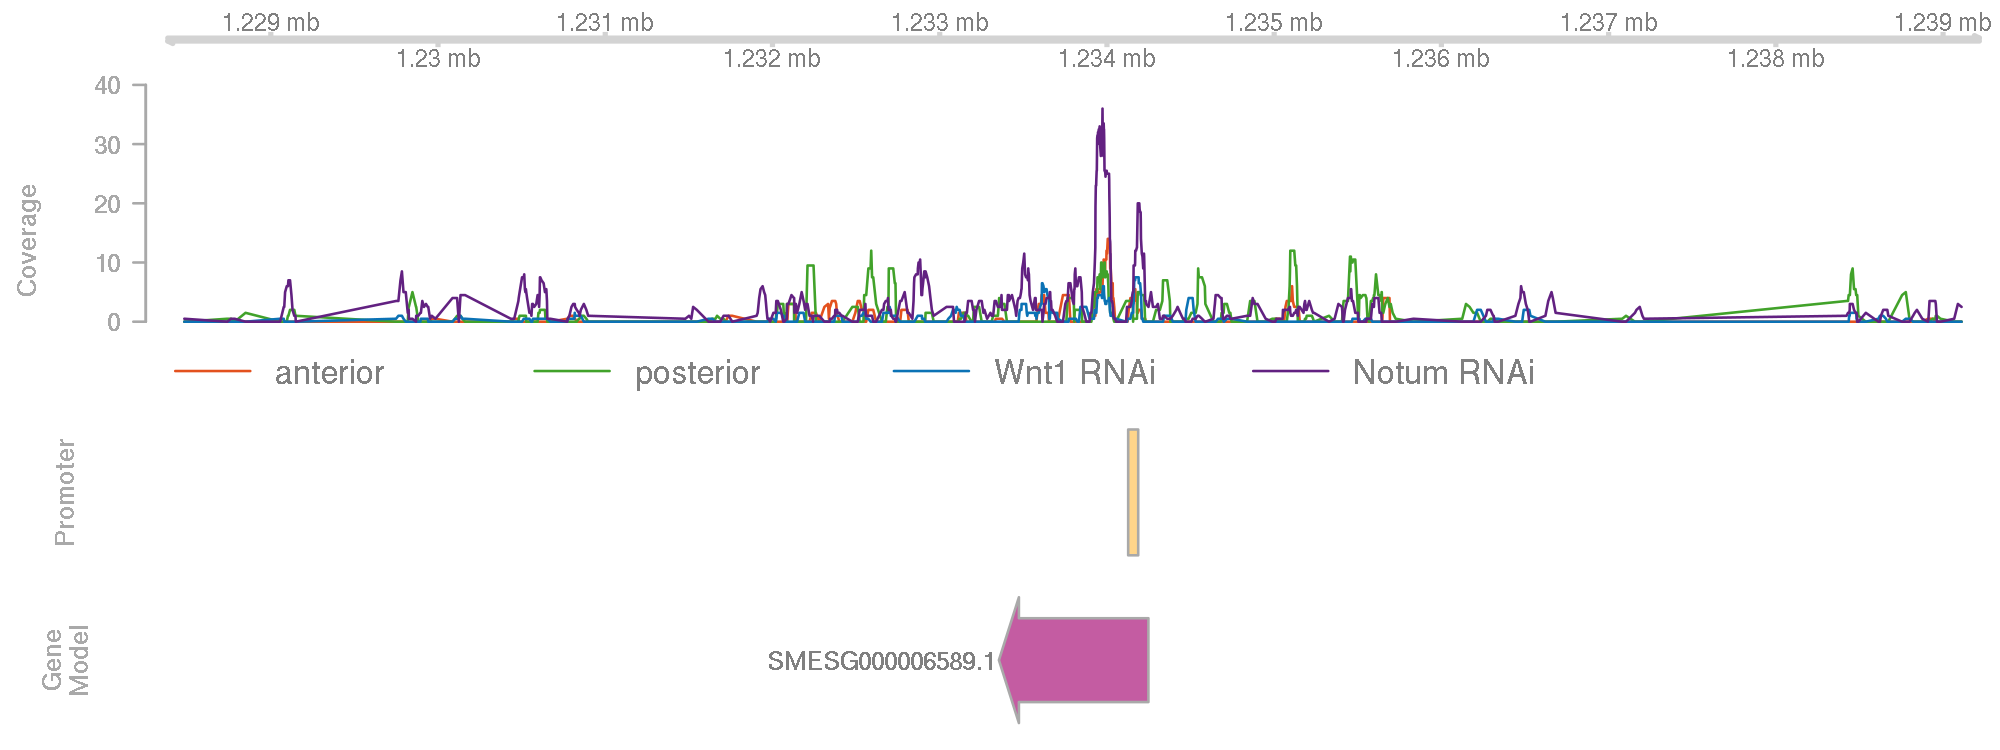 1.229 mb 1.231 mb 1.233 mb 1.235 mb 1.237 mb 1.239 mb
1.23 mb 1.232 mb 1.234 mb 1.236 mb 1.238 mb
40
30
20
10
0
Coverage
anterior posterior Wnt1 RNAi Notum RNAi
Promoter
Gene
Model
SMESG000006589.1